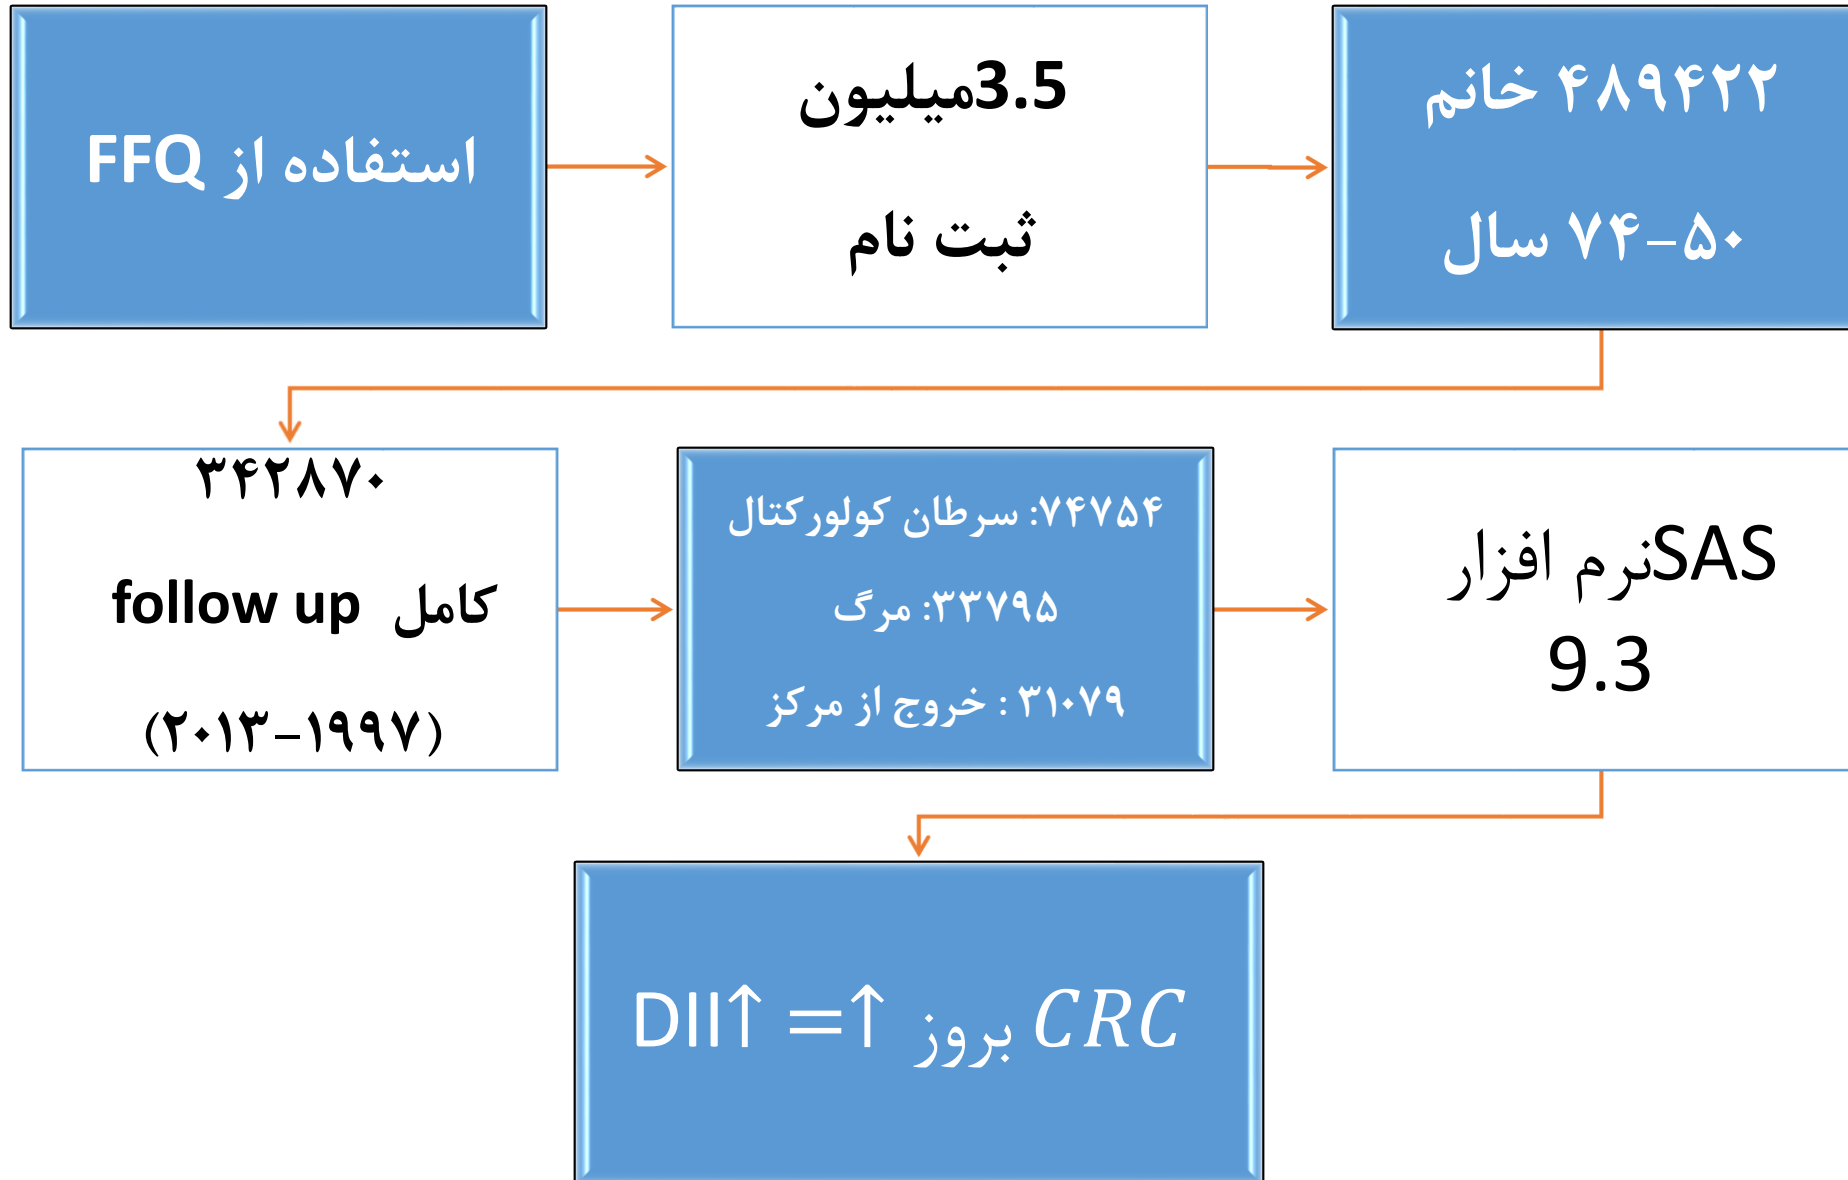 استفاده از FFQ
3.5میلیون
ثبت نام
۴۸۹۴۲۲ خانم
۵۰-۷۴ سال
۳۴۲۸۷۰
کامل follow up
(۱۹۹۷-۲۰۱۳)
۷۴۷۵۴: سرطان کولورکتال
۳۳۷۹۵: مرگ
۳۱۰۷۹ : خروج از مرکز
SASنرم افزار
9.3
DII↑ =↑ بروز CRC